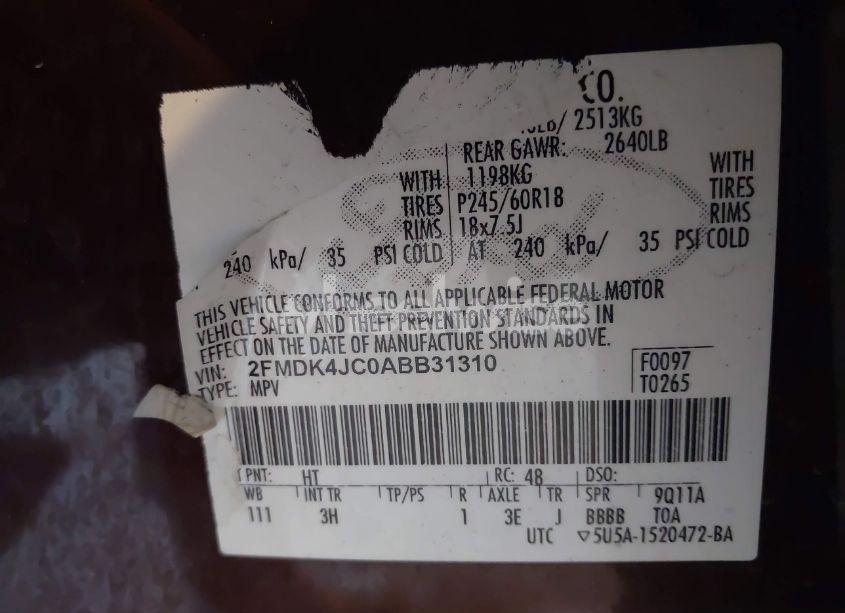 CO.
2513KG
REAR GAWR: 2640LB
WITH 1198KG WITH
TIRES P245/60R18 TIRES
RIMS 18x7.5J RIMS
240 kPa/ 35 PSI COLD AT 240 kPa/ 35 PSI COLD
THIS VEHICLE CONFORMS TO ALL APPLICABLE FEDERAL MOTOR
VEHICLE SAFETY AND THEFT PREVENTION STANDARDS IN
EFFECT ON THE DATE OF MANUFACTURE SHOWN ABOVE.
VIN: 2FMDK4JC0ABB31310 F0097
TYPE: MPV T0265
PNT: HT RC: 48 DSO:
WB INT TR TP/PS R AXLE TR SPR 9Q11A
111 3H 1 3E J BBBB TOA
UTC ▽5U5A-1520472-BA